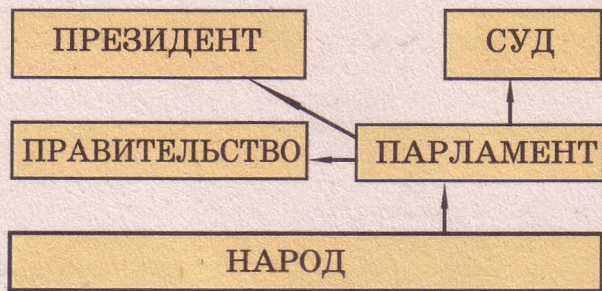 ПРЕЗИДЕНТ
СУД
ПРАВИТЕЛЬСТВО
ПАРЛАМЕНТ
НАРОД